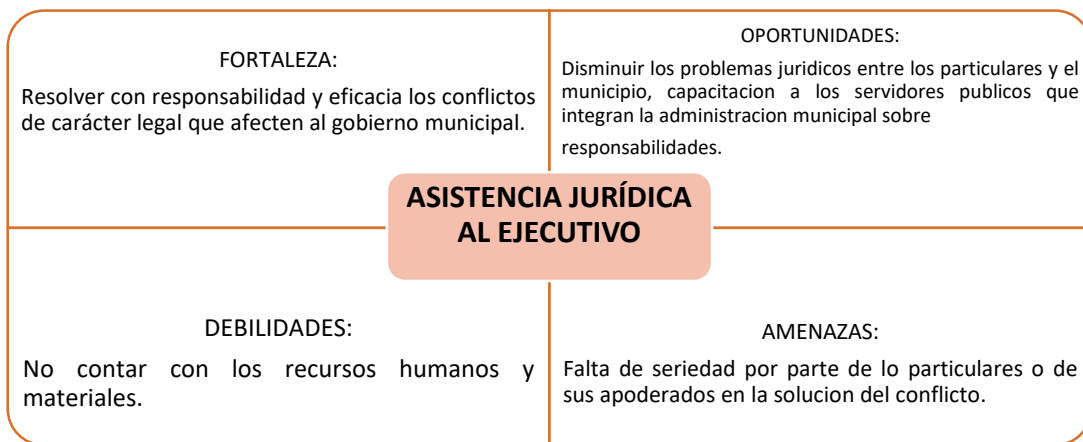 FORTALEZA:
Resolver con responsabilidad y eficacia los conflictos
de carácter legal que afecten al gobierno municipal.
OPORTUNIDADES:
Disminuir los problemas juridicos entre los particulares y el
municipio, capacitacion a los servidores publicos que
integran la administracion municipal sobre
responsabilidades.
ASISTENCIA JURÍDICA
AL EJECUTIVO
DEBILIDADES:
No contar con los recursos humanos y
materiales.
AMENAZAS:
Falta de seriedad por parte de lo particulares o de
sus apoderados en la solucion del conflicto.